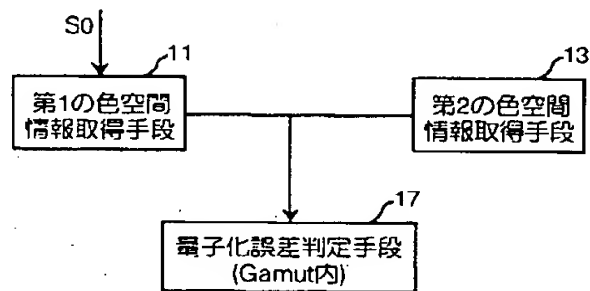 S0
11
第1の色空間
情報取得手段
13
第2の色空間
情報取得手段
17
量子化誤差判定手段
(Gamut内)